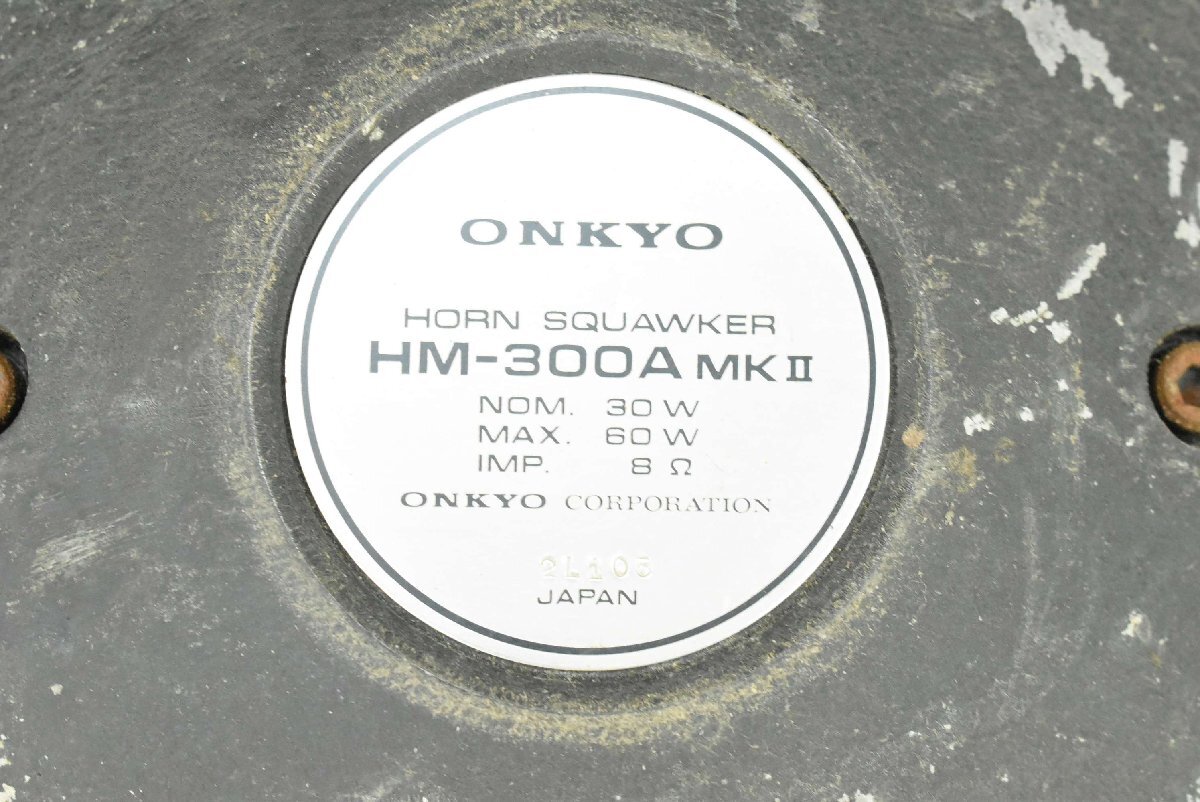 ONKYO
HORN SQUAWKER
HM-300A MK II
NOM. 30 W
MAX. 60 W
IMP. 8 Ω
ONKYO CORPORATION
2L105
JAPAN